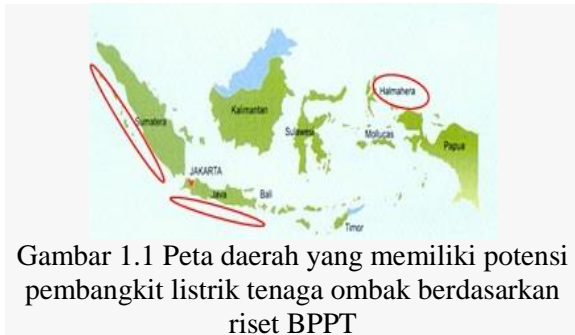 Halmahera
Kalimantan
Sumatera
Sulawesi
Mollucas
Papua
JAKARTA
Java
Bali
Timor
Gambar 1.1 Peta daerah yang memiliki potensi
pembangkit listrik tenaga ombak berdasarkan
riset BPPT